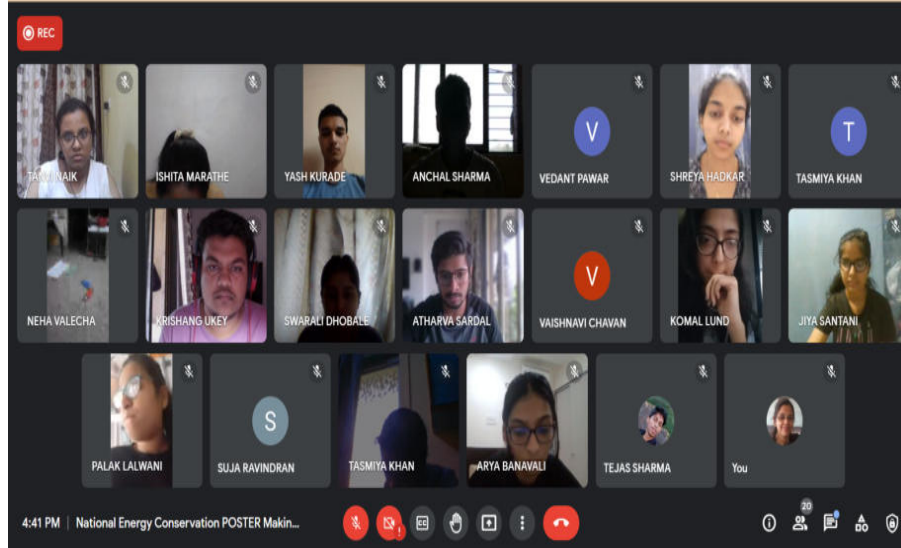 REC
TANVI NAIK
ISHITA MARATHE
YASH KURADE
ANCHAL SHARMA
V
VEDANT PAWAR
SHREYA HADKAR
T
TASMIYA KHAN
NEHA VALECHA
KRISHANG UKEY
SWARALI DHOBALE
ATHARVA SARDAL
V
VAISHNAVI CHAVAN
KOMAL LUND
JIYA SANTANI
PALAK LALWANI
S
SUJA RAVINDRAN
TASMIYA KHAN
ARYA BANAVALI
TEJAS SHARMA
You
4:41 PM | National Energy Conservation POSTER Makin...
CC
20